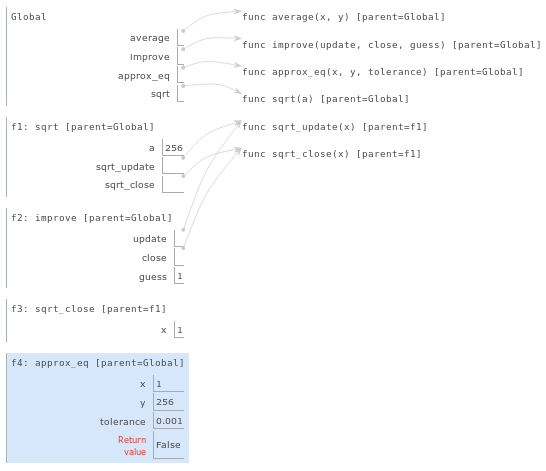 Global
average
improve
approx_eq
sqrt
func average(x, y) [parent=Global]
func improve(update, close, guess) [parent=Global]
func approx_eq(x, y, tolerance) [parent=Global]
func sqrt(a) [parent=Global]
func sqrt_update(x) [parent=f1]
func sqrt_close(x) [parent=f1]
f1: sqrt [parent=Global]
a 256
sqrt_update
sqrt_close
f2: improve [parent=Global]
update
close
guess 1
f3: sqrt_close [parent=f1]
x 1
f4: approx_eq [parent=Global]
x 1
y 256
tolerance 0.001
Return
value False